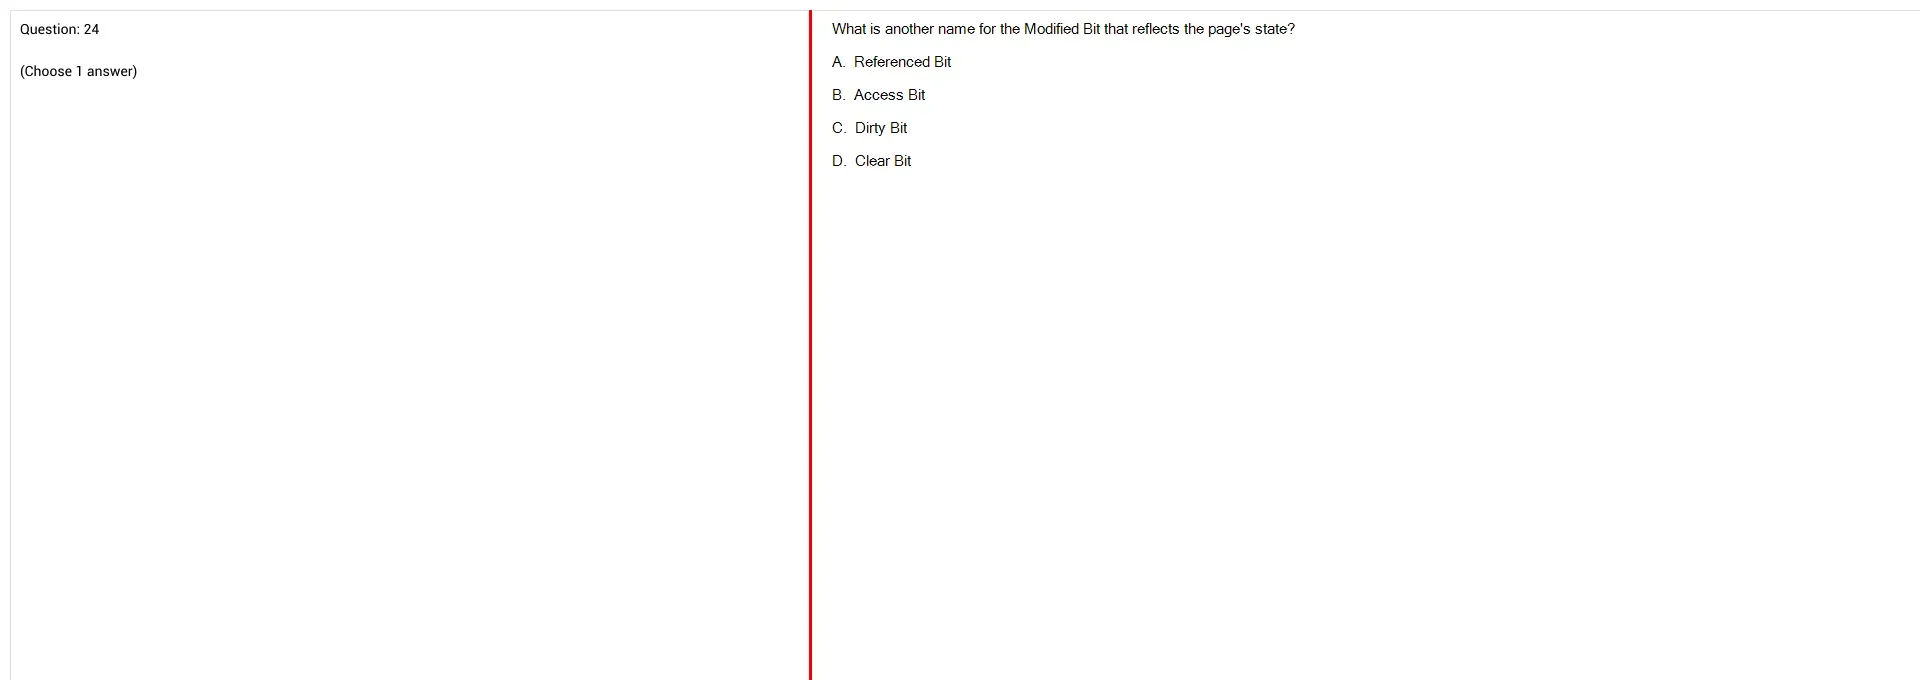 Question: 24
(Choose 1 answer)
What is another name for the Modified Bit that reflects the page's state?
A. Referenced Bit
B. Access Bit
C. Dirty Bit
D. Clear Bit